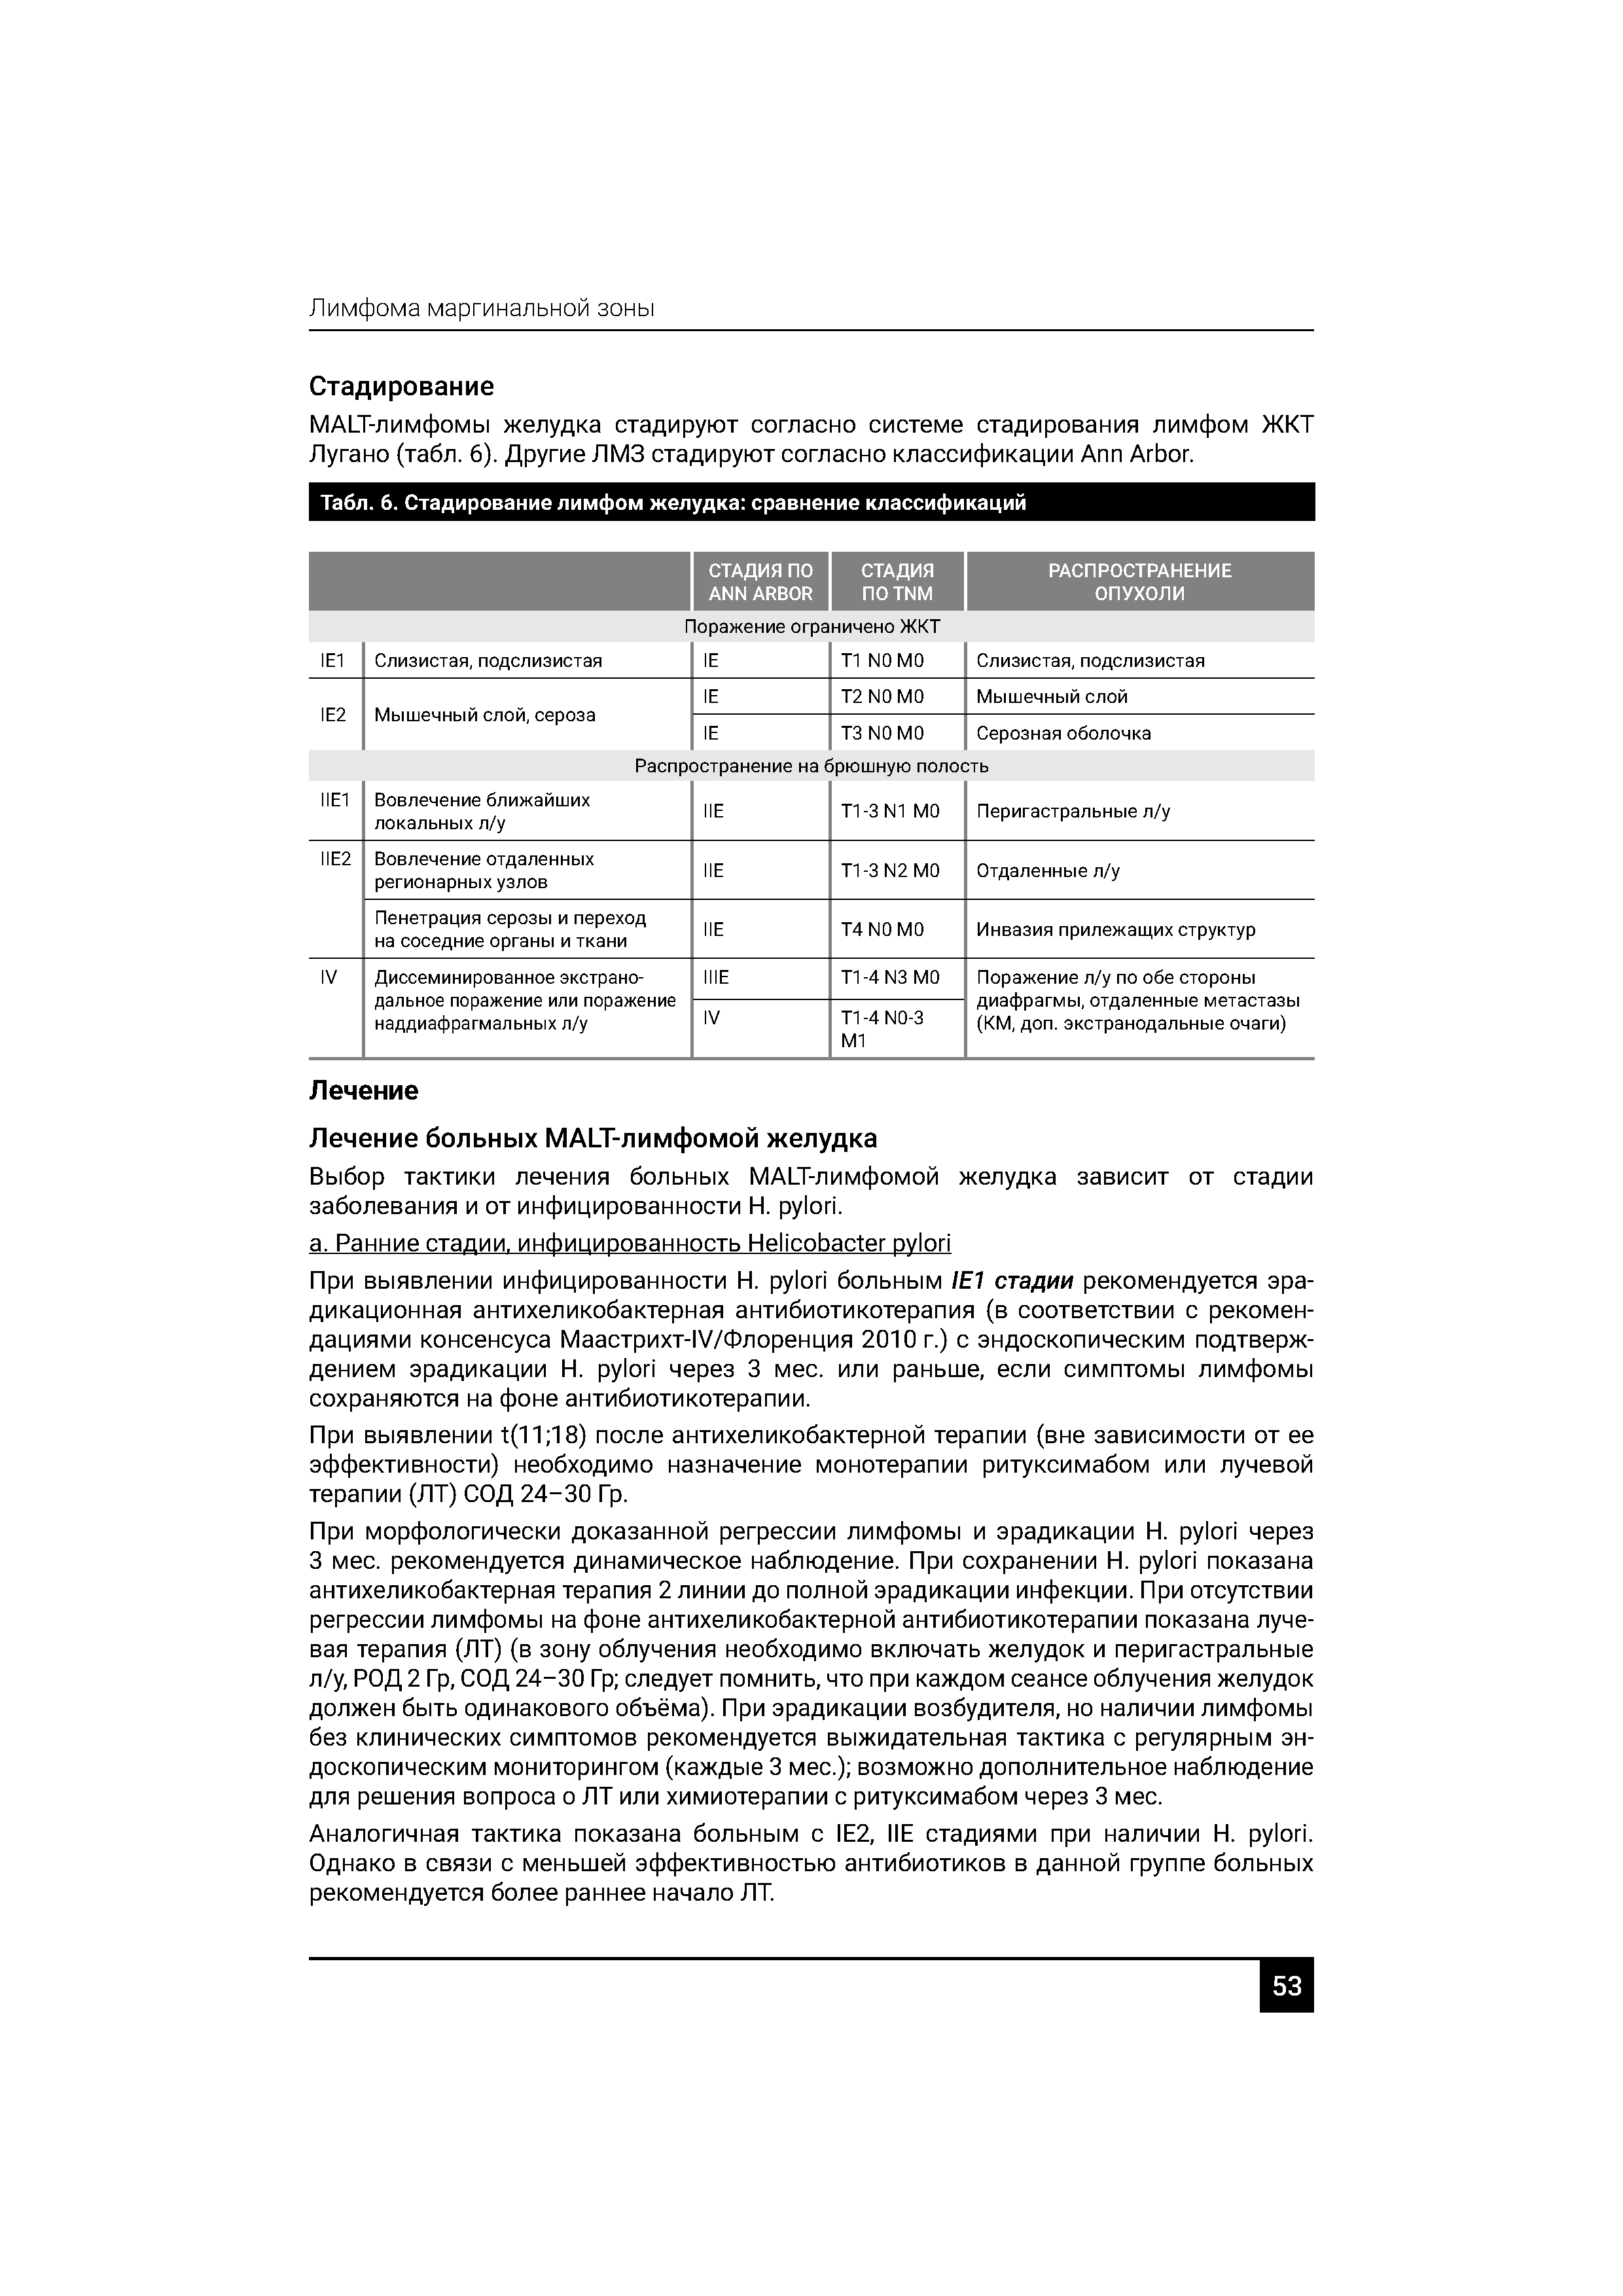 Лимфома маргинальной зоны
Стадирование
MALT-лимфомы желудка стадируют согласно системе стадирования лимфом ЖКТ
Лугано (табл. 6). Другие ЛМЗ стадируют согласно классификации Ann Arbor.
Табл. 6. Стадирование лимфом желудка: сравнение классификаций
СТАДИЯ ПО ANN ARBOR
СТАДИЯ ПО TNM
РАСПРОСТРАНЕНИЕ ОПУХОЛИ
Поражение ограничено ЖКТ
IE1 Слизистая, подслизистая IE T1 N0 M0 Слизистая, подслизистая
IE2 Мышечный слой, сероза
IE T2 N0 M0 Мышечный слой
IE T3 N0 M0 Серозная оболочка
Распространение на брюшную полость
IIE1 Вовлечение ближайших
локальных л/у
IIE T1-3 N1 M0 Перигастральные л/у
IIE2 Вовлечение отдаленных
регионарных узлов
IIE T1-3 N2 M0 Отдаленные л/у
Пенетрация серозы и переход
на соседние органы и ткани
IIE T4 N0 M0 Инвазия прилежащих структур
IV Диссеминированное экстрано-
дальное поражение или поражение
наддиафрагмальных л/у
IIIE T1-4 N3 M0
IV T1-4 N0-3
M1
Поражение л/у по обе стороны
диафрагмы, отдаленные метастазы
(КМ, доп. экстранодальные очаги)
Лечение
Лечение больных MALT-лимфомой желудка
Выбор тактики лечения больных MALT-лимфомой желудка зависит от стадии
заболевания и от инфицированности H. pylori.
а. Ранние стадии, инфицированность Helicobacter pylori
При выявлении инфицированности H. pylori больным IE1 стадии рекомендуется эра-
дикационная антихеликобактерная антибиотикотерапия (в соответствии с рекомен-
дациями консенсуса Маастрихт-IV/Флоренция 2010 г.) с эндоскопическим подтверж-
дением эрадикации H. pylori через 3 мес. или раньше, если симптомы лимфомы
сохраняются на фоне антибиотикотерапии.
При выявлении t(11;18) после антихеликобактерной терапии (вне зависимости от ее
эффективности) необходимо назначение монотерапии ритуксимабом или лучевой
терапии (ЛТ) СОД 24–30 Гр.
При морфологически доказанной регрессии лимфомы и эрадикации H. pylori через
3 мес. рекомендуется динамическое наблюдение. При сохранении H. pylori показана
антихеликобактерная терапия 2 линии до полной эрадикации инфекции. При отсутствии
регрессии лимфомы на фоне антихеликобактерной антибиотикотерапии показана луче-
вая терапия (ЛТ) (в зону облучения необходимо включать желудок и перигастральные
л/у, РОД 2 Гр, СОД 24–30 Гр; следует помнить, что при каждом сеансе облучения желудок
должен быть одинакового объёма). При эрадикации возбудителя, но наличии лимфомы
без клинических симптомов рекомендуется выжидательная тактика с регулярным эн-
доскопическим мониторингом (каждые 3 мес.); возможно дополнительное наблюдение
для решения вопроса о ЛТ или химиотерапии с ритуксимабом через 3 мес.
Аналогичная тактика показана больным с IE2, IIE стадиями при наличии H. pylori.
Однако в связи с меньшей эффективностью антибиотиков в данной группе больных
рекомендуется более раннее начало ЛТ.
53